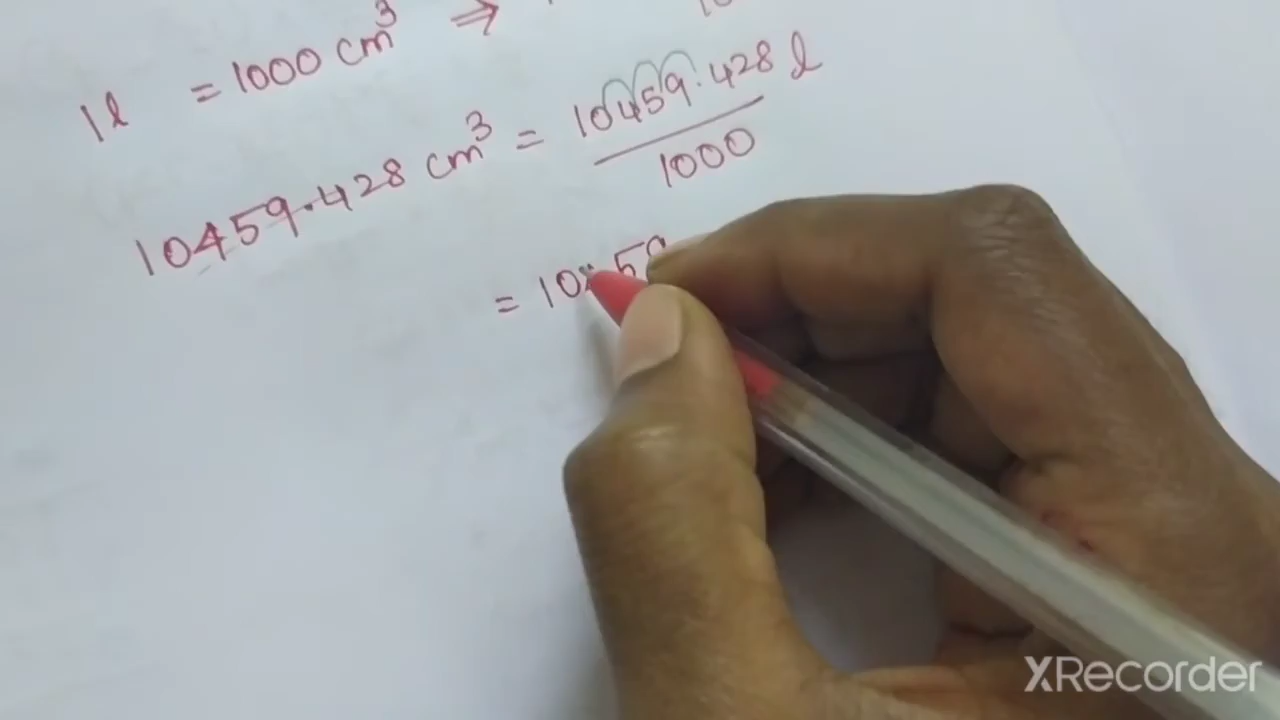 1l = 1000 cm³ ⇒
10459.428 cm³ = 10459.428 l
1000
= 10
XRecorder